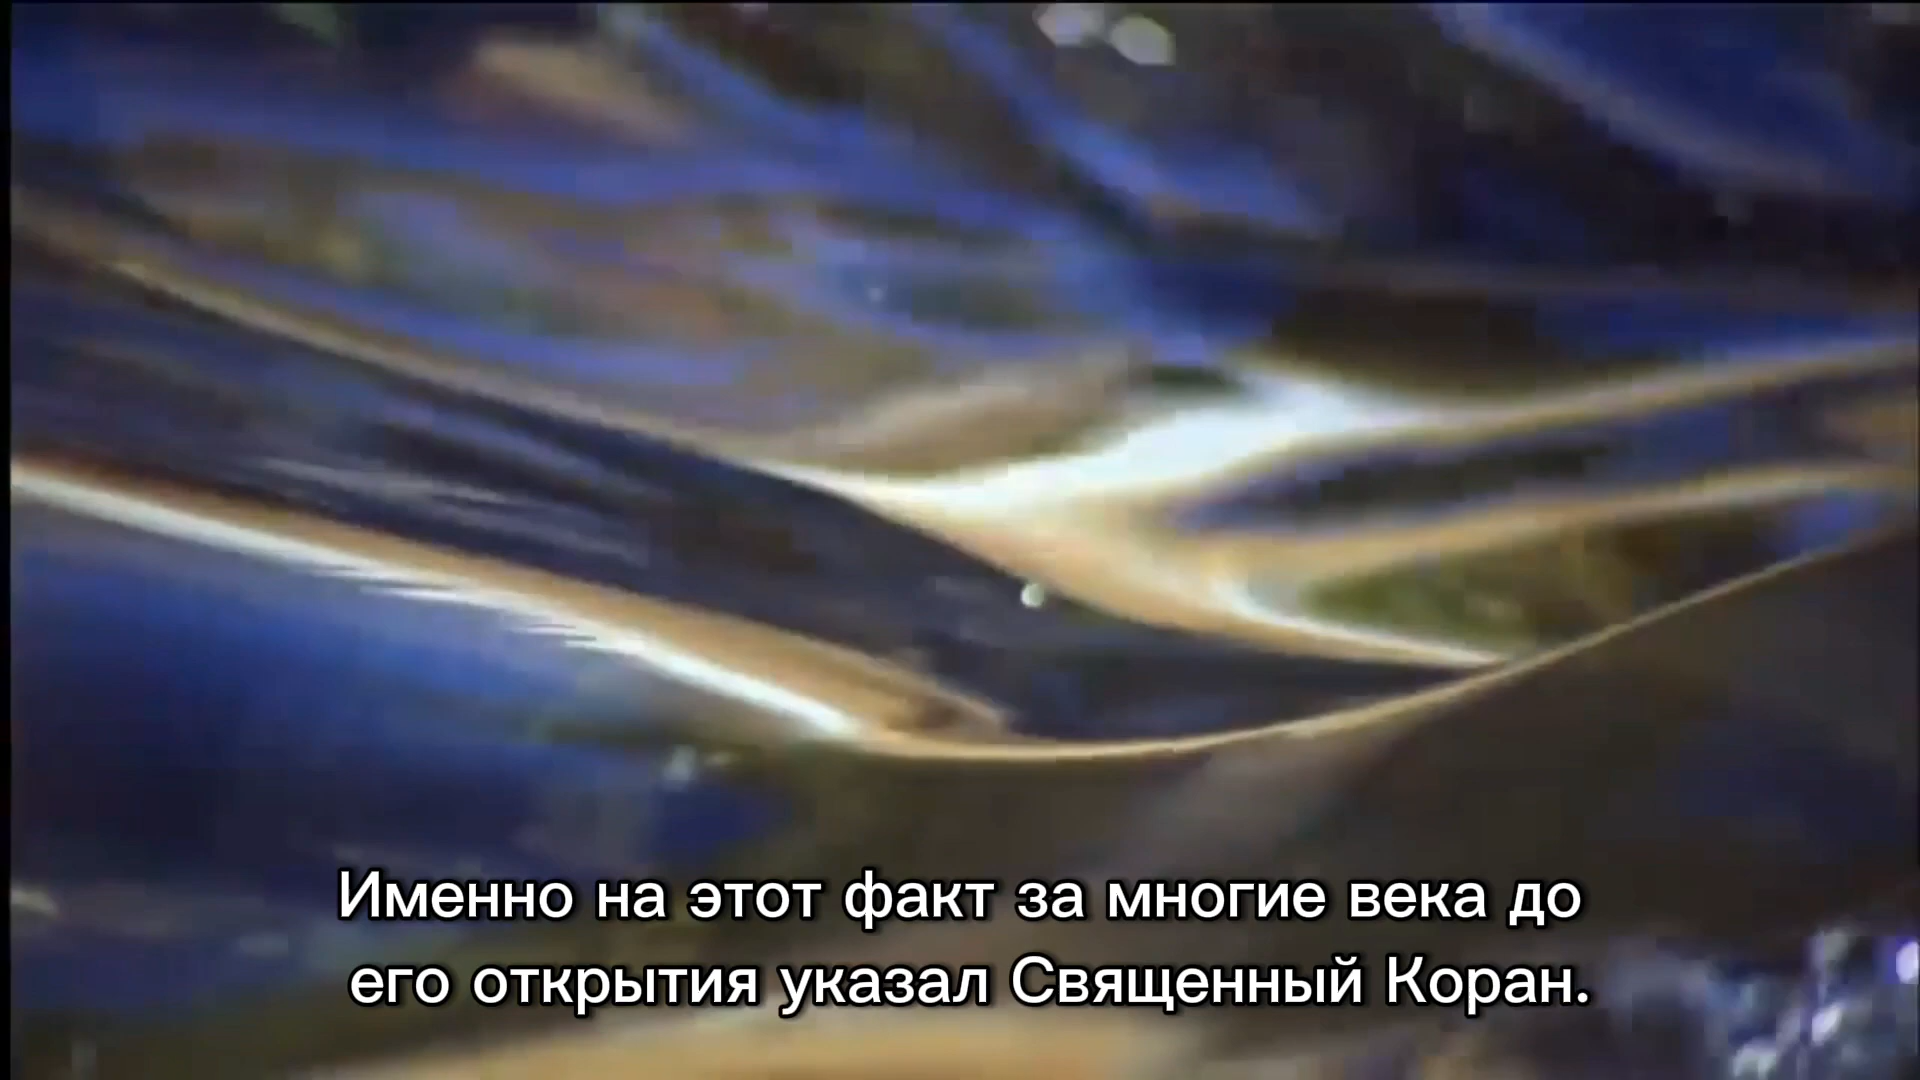 Именно на этот факт за многие века до
его открытия указал Священный Коран.